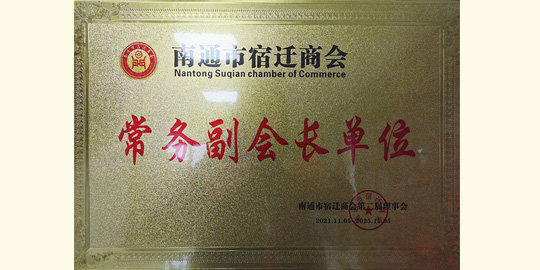 南通市宿迁商会
Nantong Suqian chamber of Commerce
常务副会长单位
南通市宿迁商会第二届理事会
2021.11.05-2025.11.05